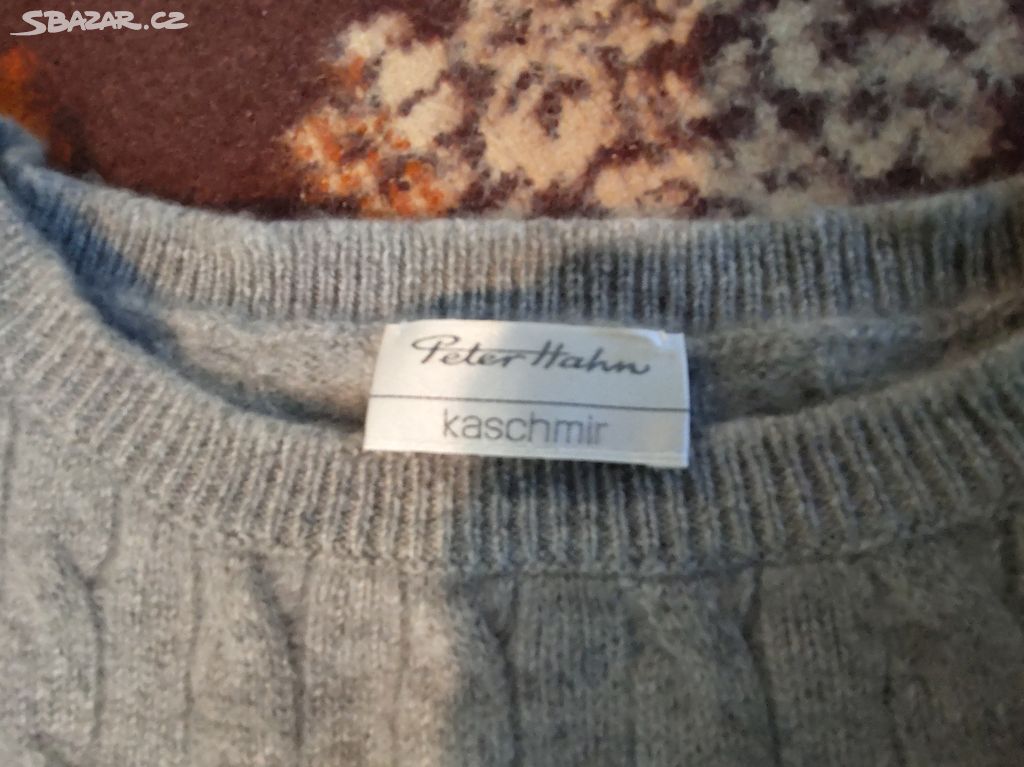 SBAZAR.CZ
Peter Hahn
kaschmir